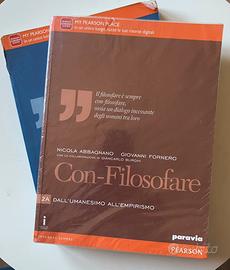 MY PEARSON PLACE
MY PEARSON PLACE
Il filosofare è sempre
con-filosofare,
ossia un dialogo incessante
degli uomini tra loro
NICOLA ABBAGNANO GIOVANNI FORNERO
CON LA COLLABORAZIONE DI GIANCARLO BURGHI
Con-Filosofare
2A DALL'UMANESIMO ALL'EMPIRISMO
paravia
PEARSON